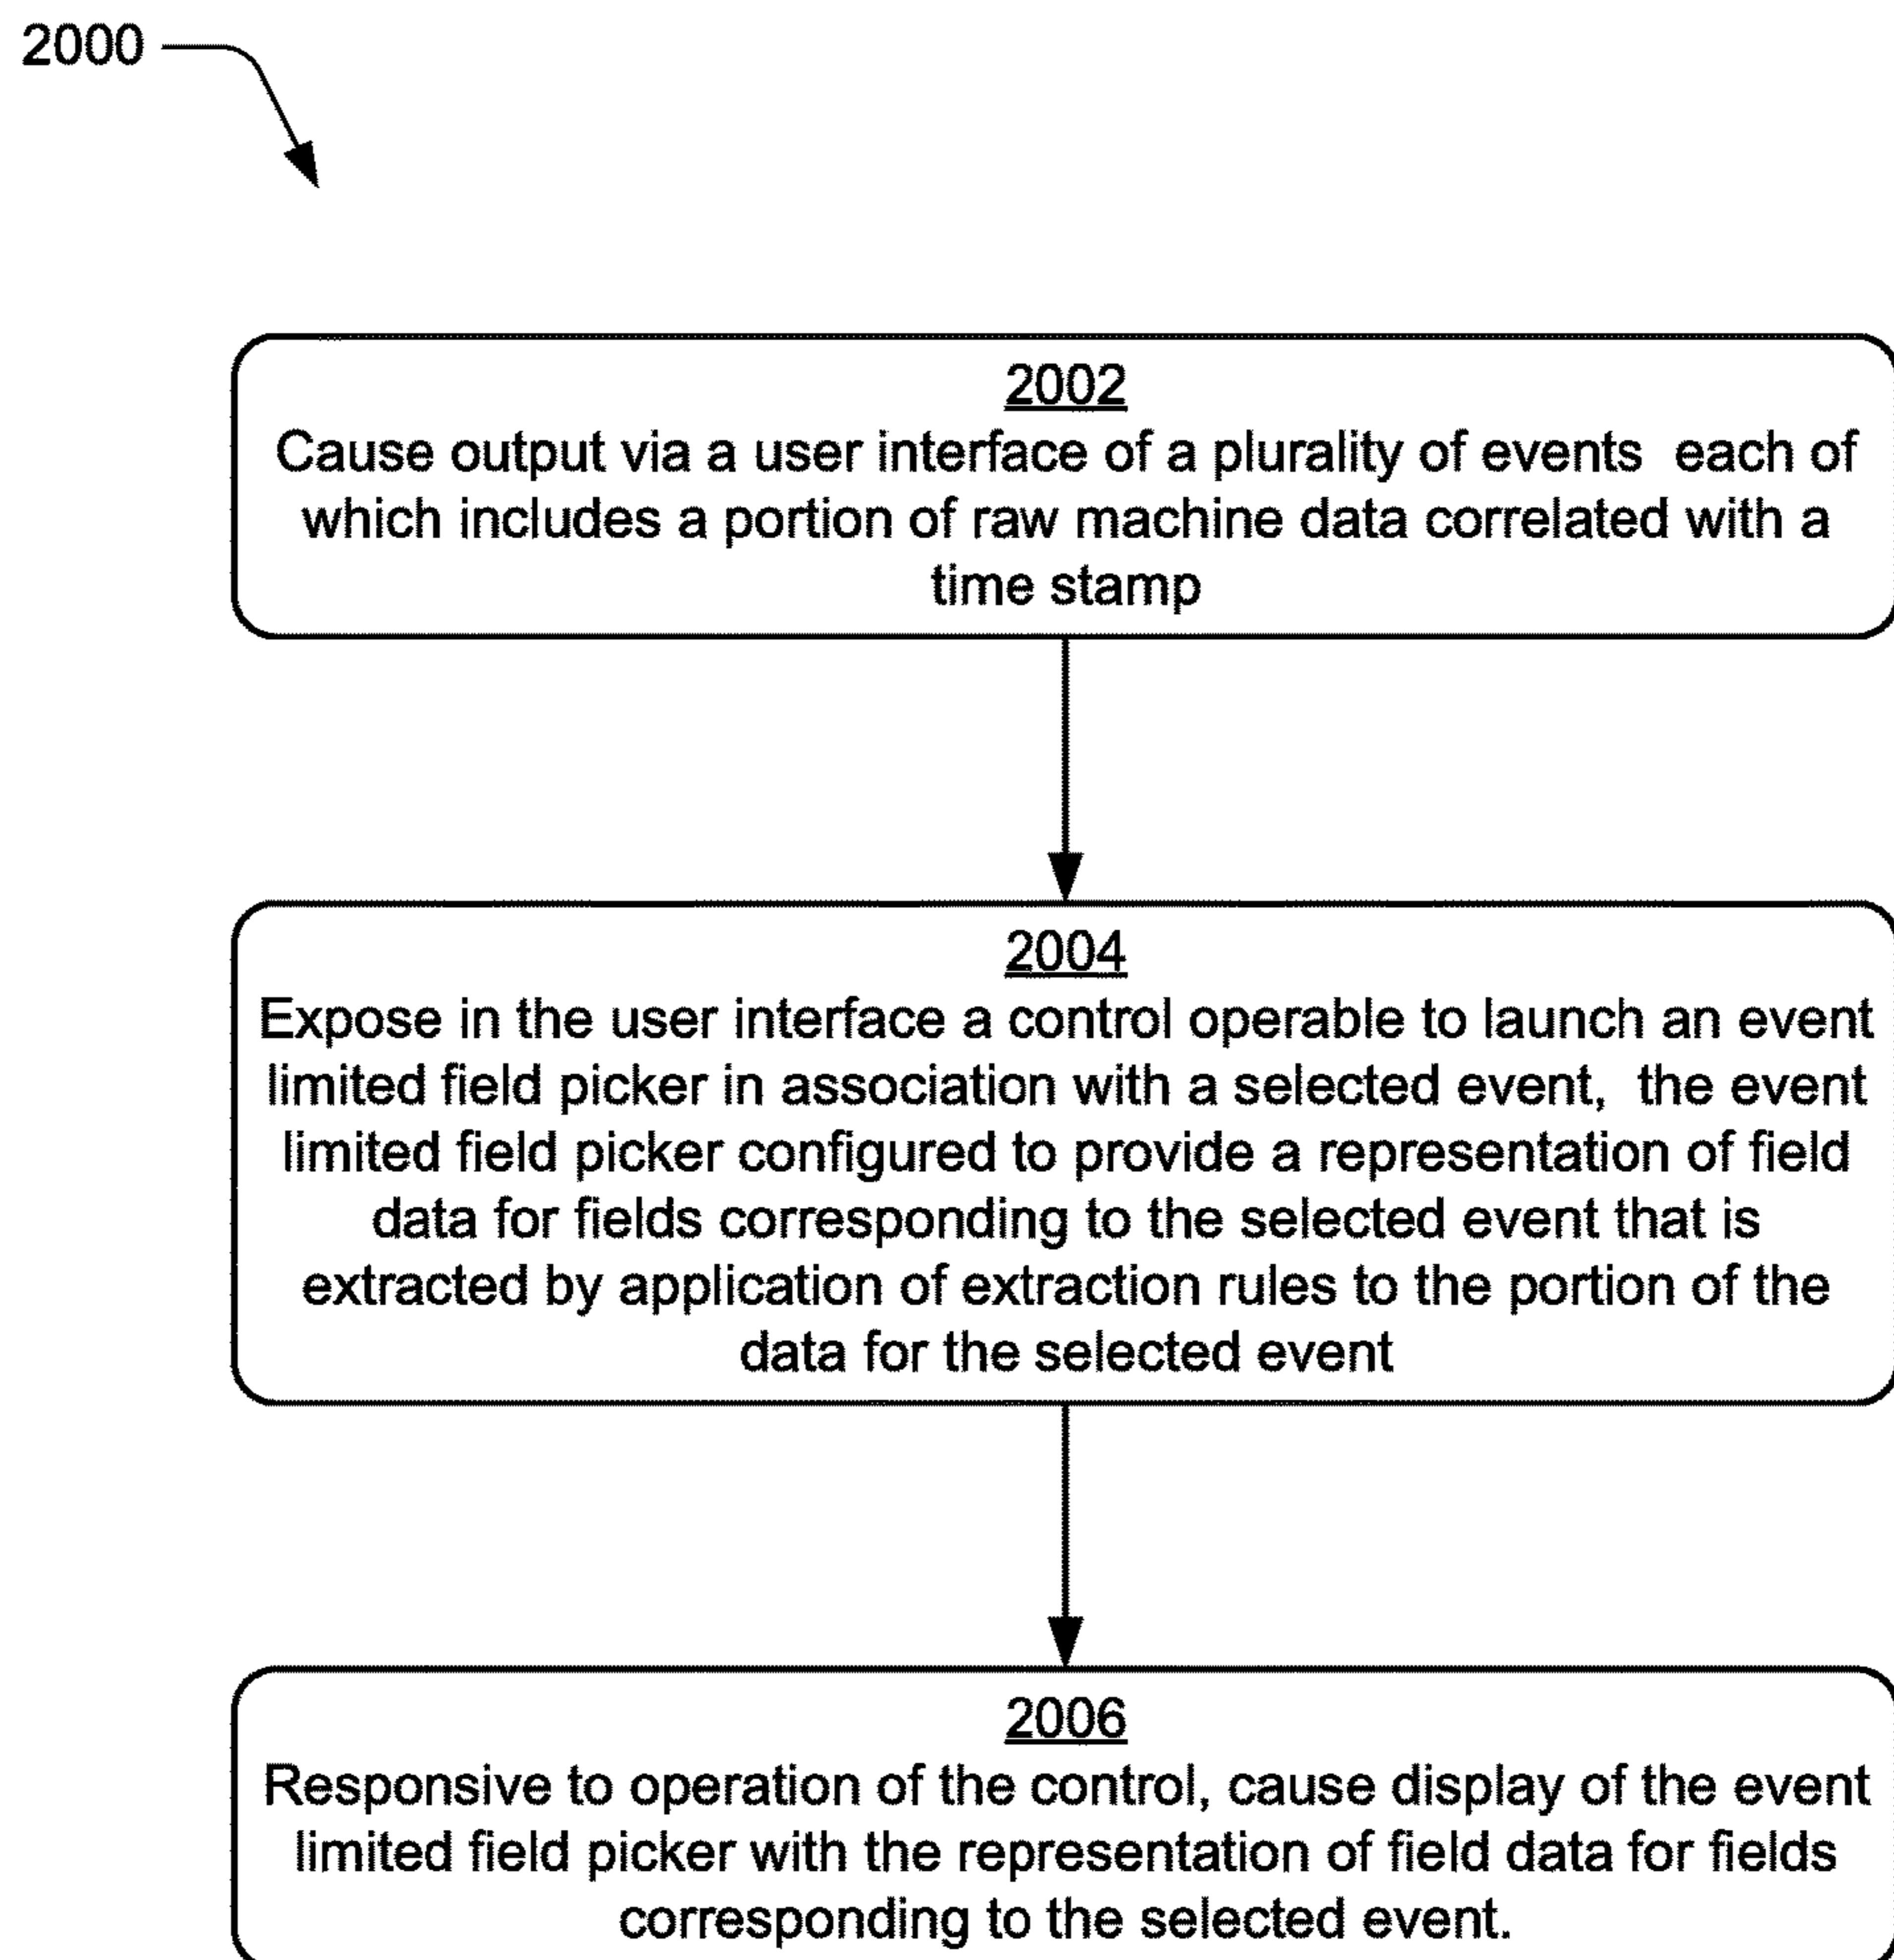 2000
2002
Cause output via a user interface of a plurality of events  each of
which includes a portion of raw machine data correlated with a
time stamp
2004
Expose in the user interface a control operable to launch an event
limited field picker in association with a selected event,  the event
limited field picker configured to provide a representation of field
data for fields corresponding to the selected event that is
extracted by application of extraction rules to the portion of the
data for the selected event
2006
Responsive to operation of the control, cause display of the event
limited field picker with the representation of field data for fields
corresponding to the selected event.